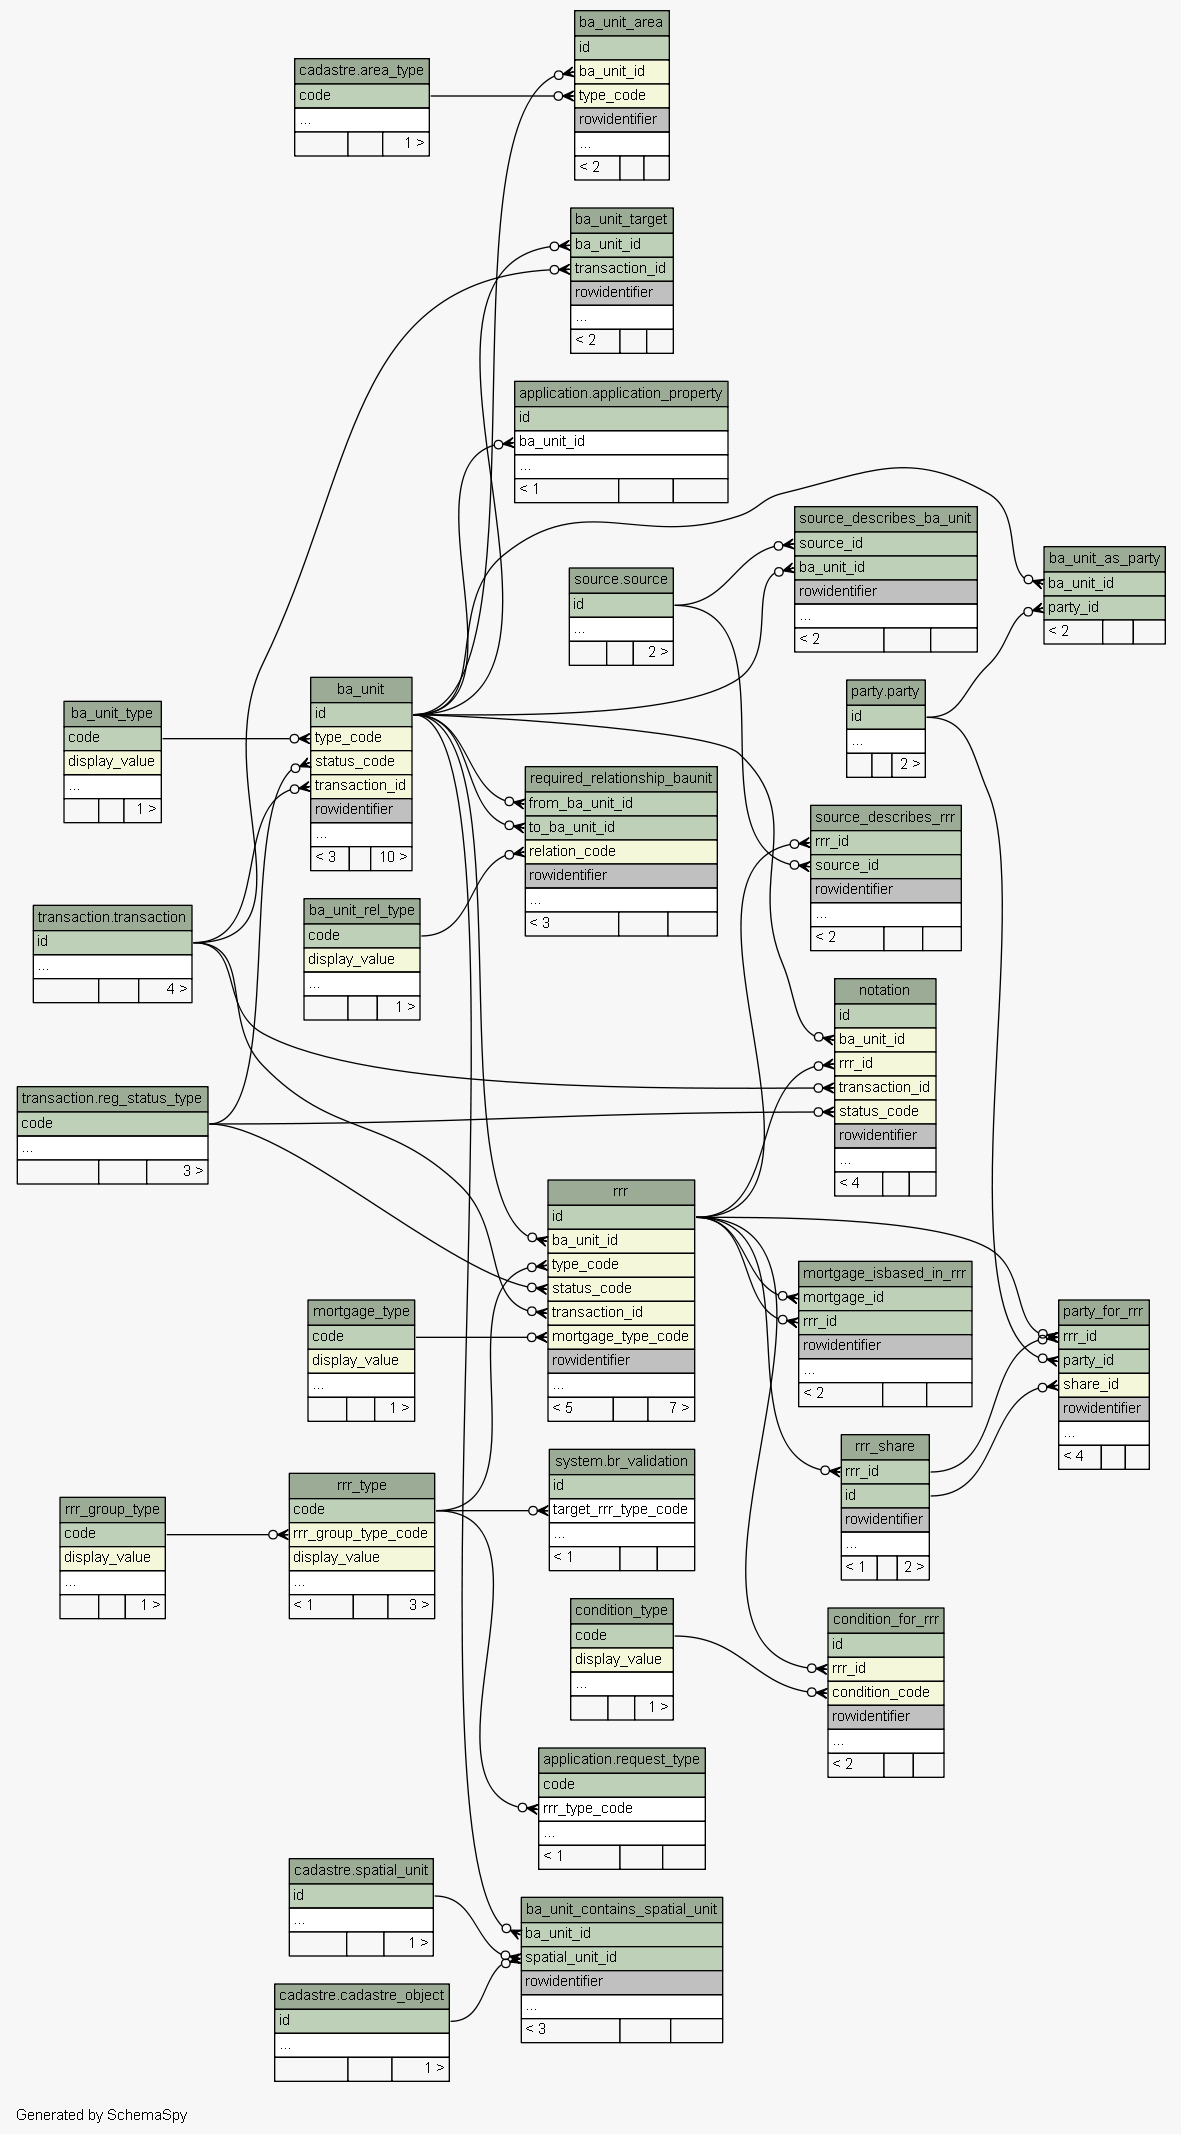 ba_unit_area
id
ba_unit_id
type_code
rowidentifier
...
< 2
cadastre.area_type
code
...
1 >
ba_unit_target
ba_unit_id
transaction_id
rowidentifier
...
< 2
application.application_property
id
ba_unit_id
...
< 1
source_describes_ba_unit
source_id
ba_unit_id
rowidentifier
...
< 2
ba_unit_as_party
ba_unit_id
party_id
< 2
source.source
id
...
2 >
party.party
id
...
2 >
ba_unit
id
type_code
status_code
transaction_id
rowidentifier
...
< 3 10 >
ba_unit_type
code
display_value
...
1 >
required_relationship_baunit
from_ba_unit_id
to_ba_unit_id
relation_code
rowidentifier
...
< 3
source_describes_rrr
rrr_id
source_id
rowidentifier
...
< 2
ba_unit_rel_type
code
display_value
...
1 >
transaction.transaction
id
...
4 >
notation
id
ba_unit_id
rrr_id
transaction_id
status_code
rowidentifier
...
< 4
transaction.reg_status_type
code
...
3 >
rrr
id
ba_unit_id
type_code
status_code
transaction_id
mortgage_type_code
rowidentifier
...
< 5 7 >
mortgage_isbased_in_rrr
mortgage_id
rrr_id
rowidentifier
...
< 2
party_for_rrr
rrr_id
party_id
share_id
rowidentifier
...
< 4
mortgage_type
code
display_value
...
1 >
rrr_share
rrr_id
id
rowidentifier
...
< 1 2 >
system.br_validation
id
target_rrr_type_code
...
< 1
rrr_type
code
rrr_group_type_code
display_value
...
< 1 3 >
rrr_group_type
code
display_value
...
1 >
condition_type
code
display_value
...
1 >
condition_for_rrr
id
rrr_id
condition_code
rowidentifier
...
< 2
application.request_type
code
rrr_type_code
...
< 1
cadastre.spatial_unit
id
...
1 >
ba_unit_contains_spatial_unit
ba_unit_id
spatial_unit_id
rowidentifier
...
< 3
cadastre.cadastre_object
id
...
1 >
Generated by SchemaSpy